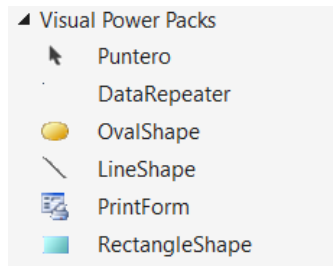 Visual Power Packs
Puntero
DataRepeater
OvalShape
LineShape
PrintForm
RectangleShape